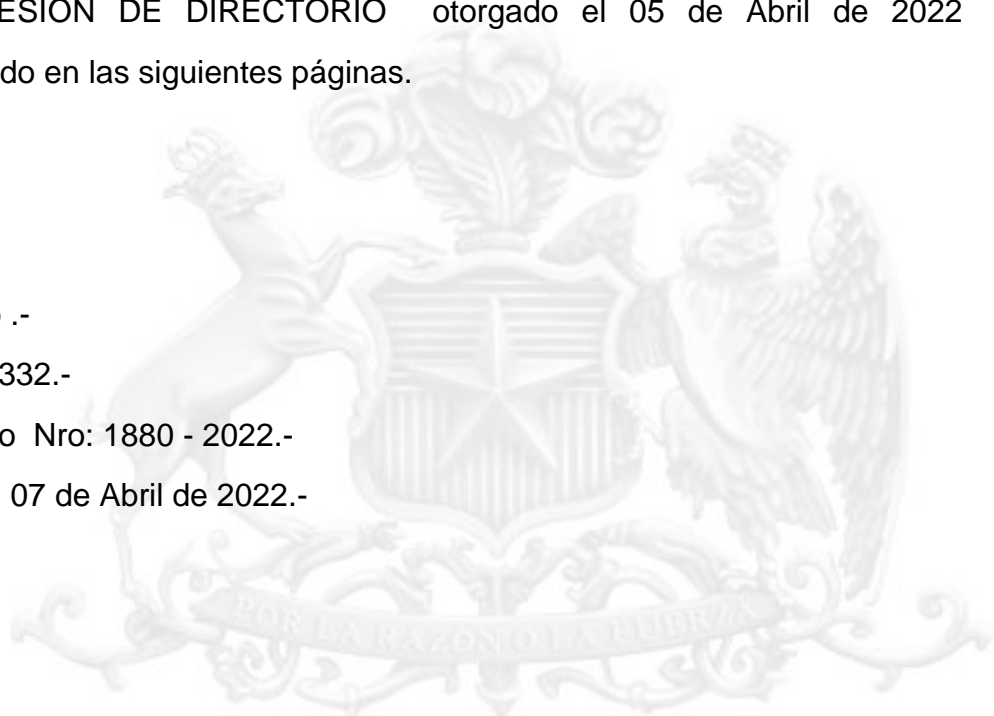 ESIÓN DE DIRECTORIO otorgado el 05 de Abril de 2022
do en las siguientes páginas.
.-
332.-
o Nro: 1880 - 2022.-
07 de Abril de 2022.-
POR LA RAZON O LA FUERZA